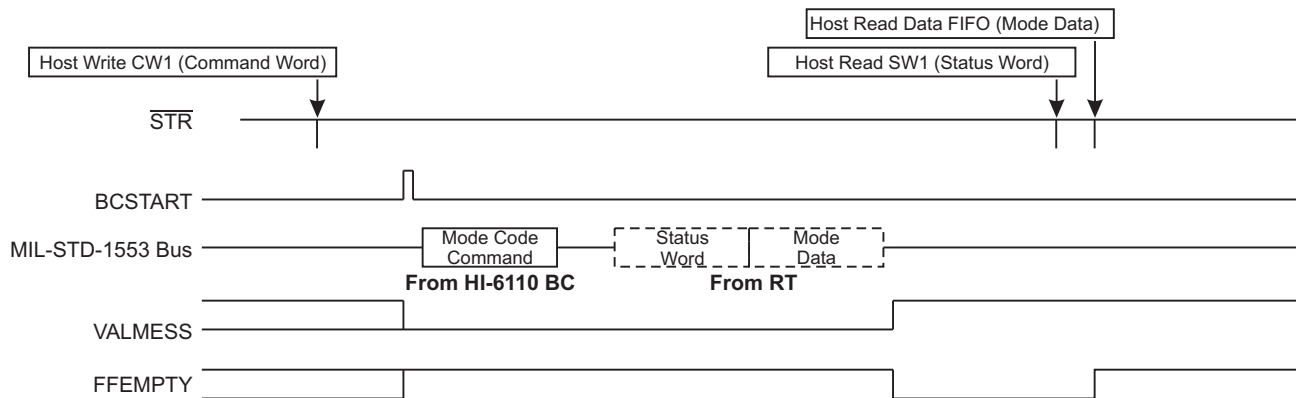 Host Read Data FIFO (Mode Data)
Host Write CW1 (Command Word)
Host Read SW1 (Status Word)
STR
BCSTART
MIL-STD-1553 Bus
Mode Code
Command
Status
Word
Mode
Data
From HI-6110 BC
From RT
VALMESS
FFEMPTY